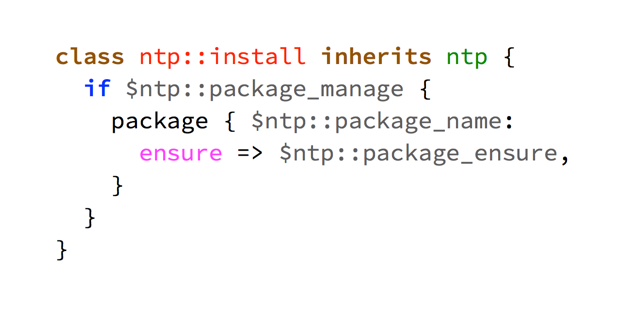 class ntp::install inherits ntp {
  if $ntp::package_manage {
    package { $ntp::package_name:
      ensure => $ntp::package_ensure,
    }
  }
}